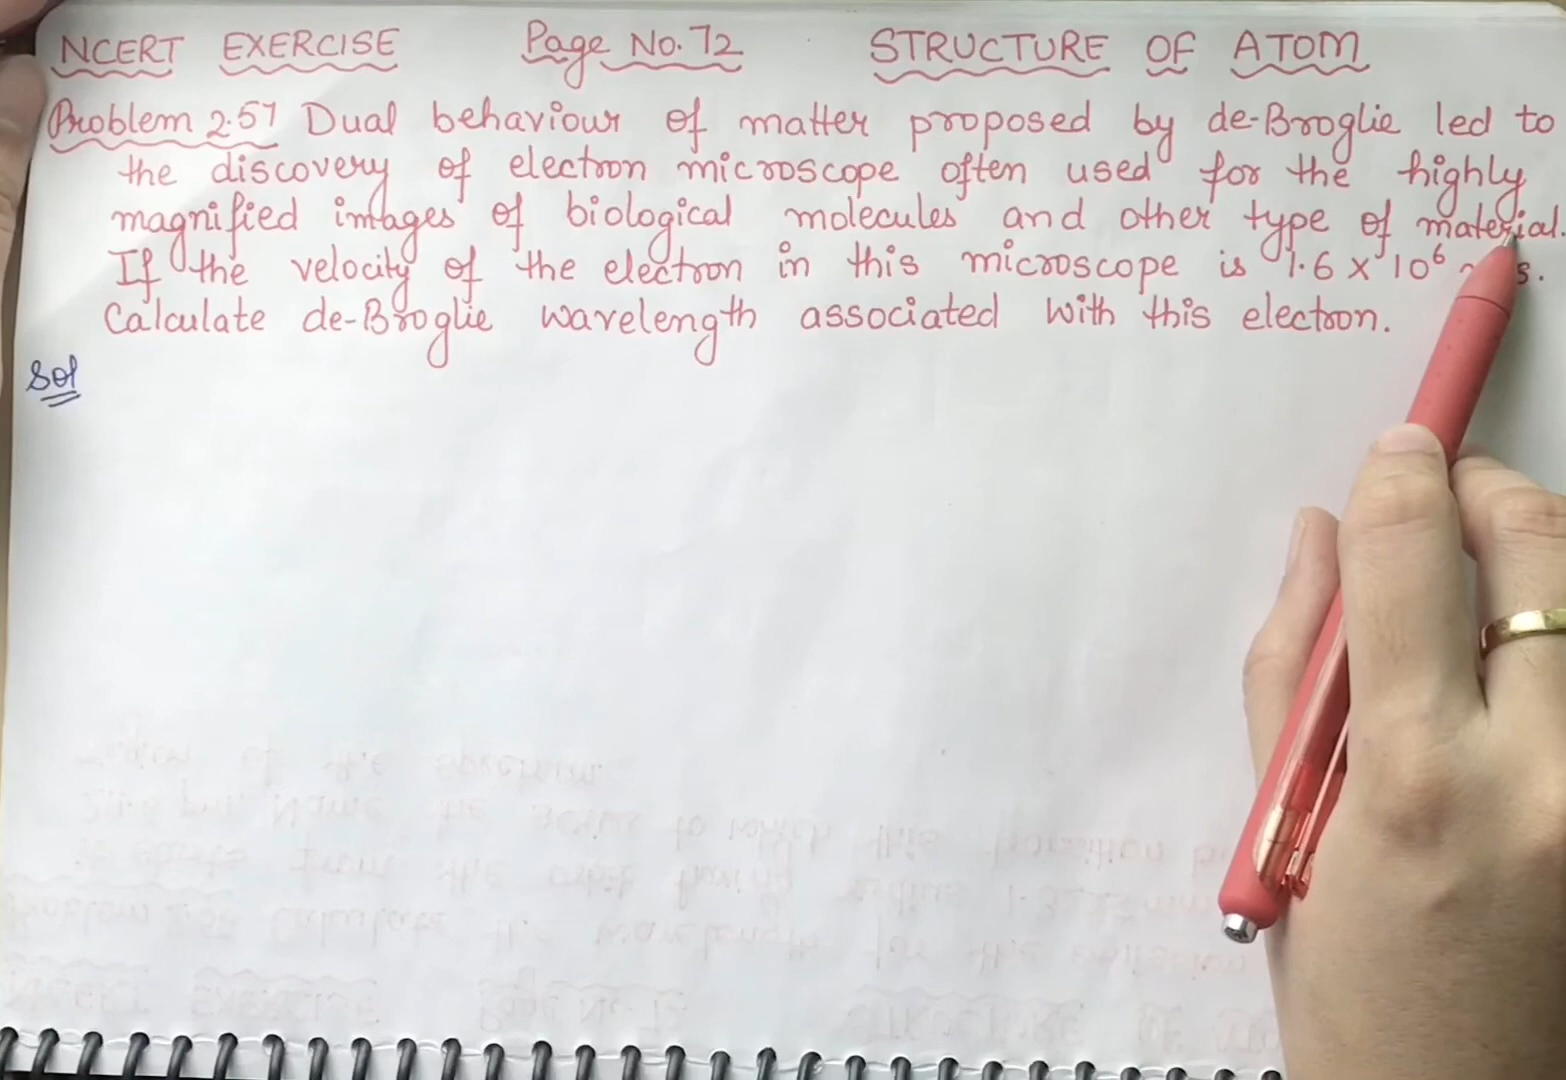 NCERT EXERCISE Page No. 72 STRUCTURE OF ATOM
Problem 2.57 Dual behaviour of matter proposed by de-Broglie led to
the discovery of electron microscope often used for the highly
magnified images of biological molecules and other type of material.
If the velocity of the electron in this microscope is 1.6 × 10⁶
Calculate de-Broglie wavelength associated with this electron.
Sol